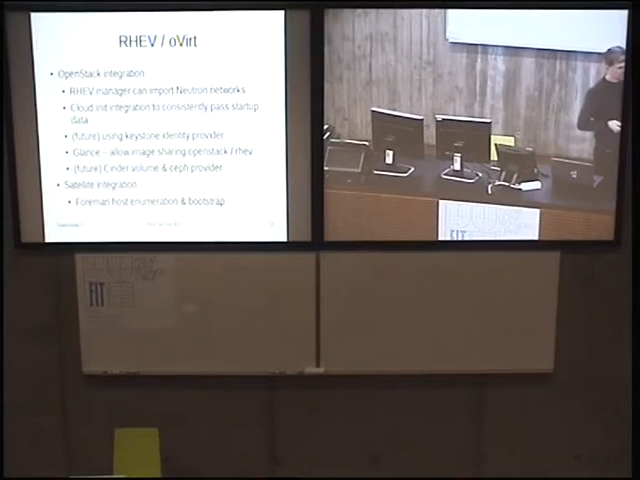 RHEV / oVirt
• OpenStack integration
• RHEV manager can import Neutron networks
• Cloud init integration to consistently pass startup
data
• (future) using keystone identity provider
• Glance – allow image sharing openstack / rhev
• (future) Cinder volume & ceph provider
• Satellite integration
• Foreman host enumeration & bootstrap
FIT
FIT